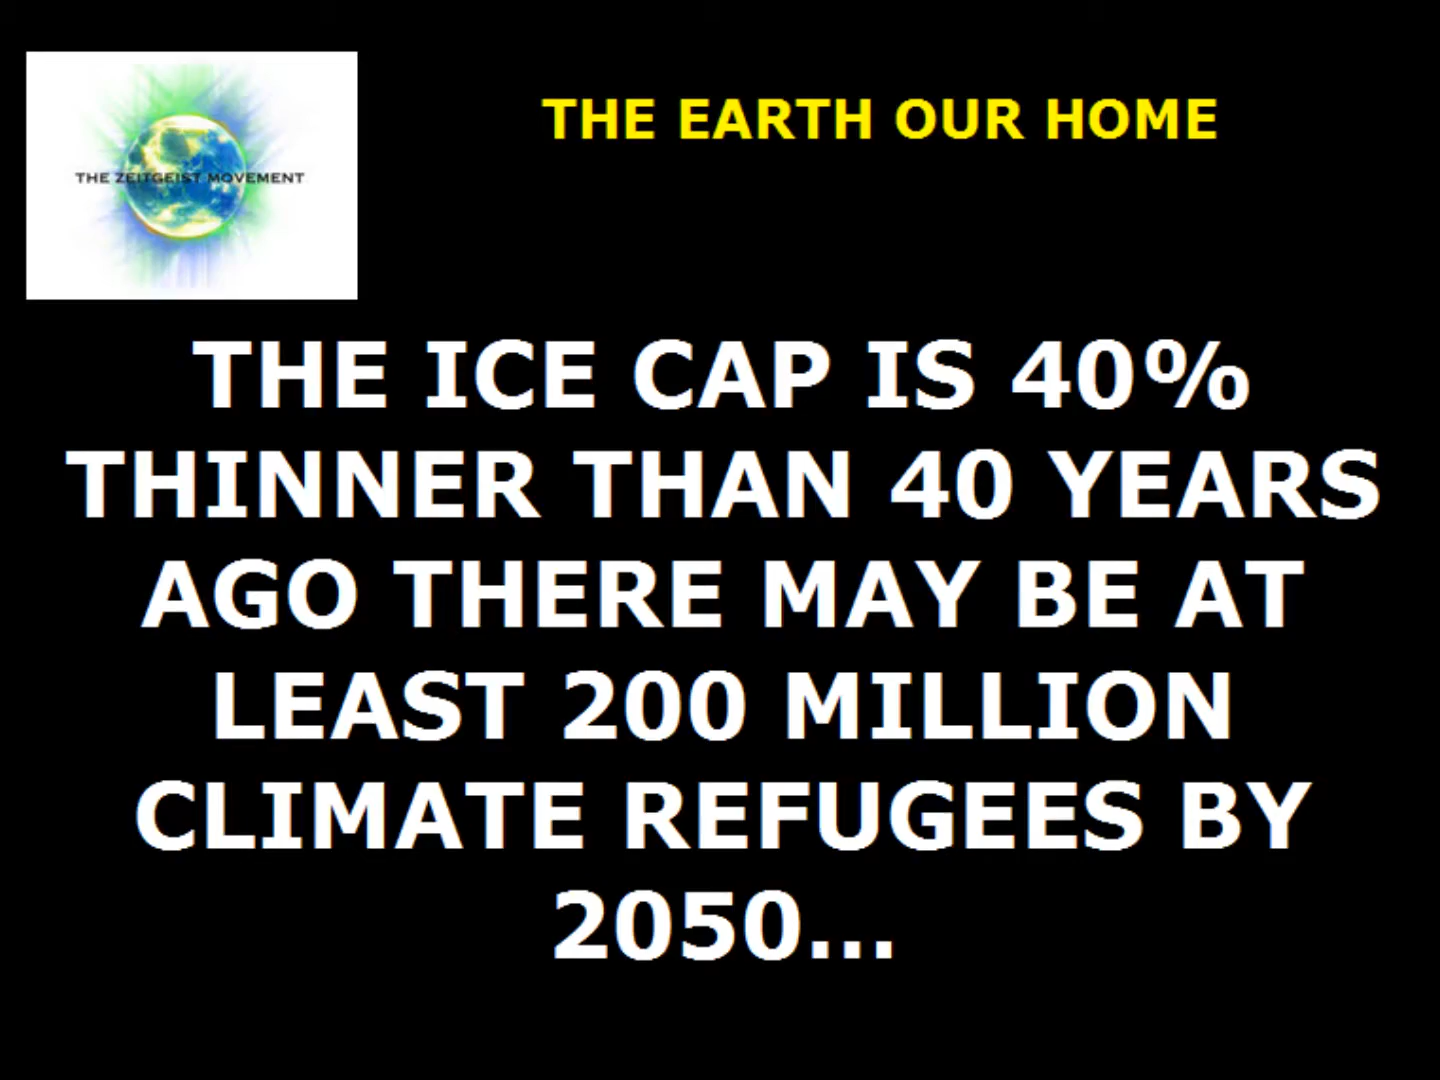 THE ZEITGEIST MOVEMENT
THE EARTH OUR HOME
THE ICE CAP IS 40%
THINNER THAN 40 YEARS
AGO THERE MAY BE AT
LEAST 200 MILLION
CLIMATE REFUGEES BY
2050...